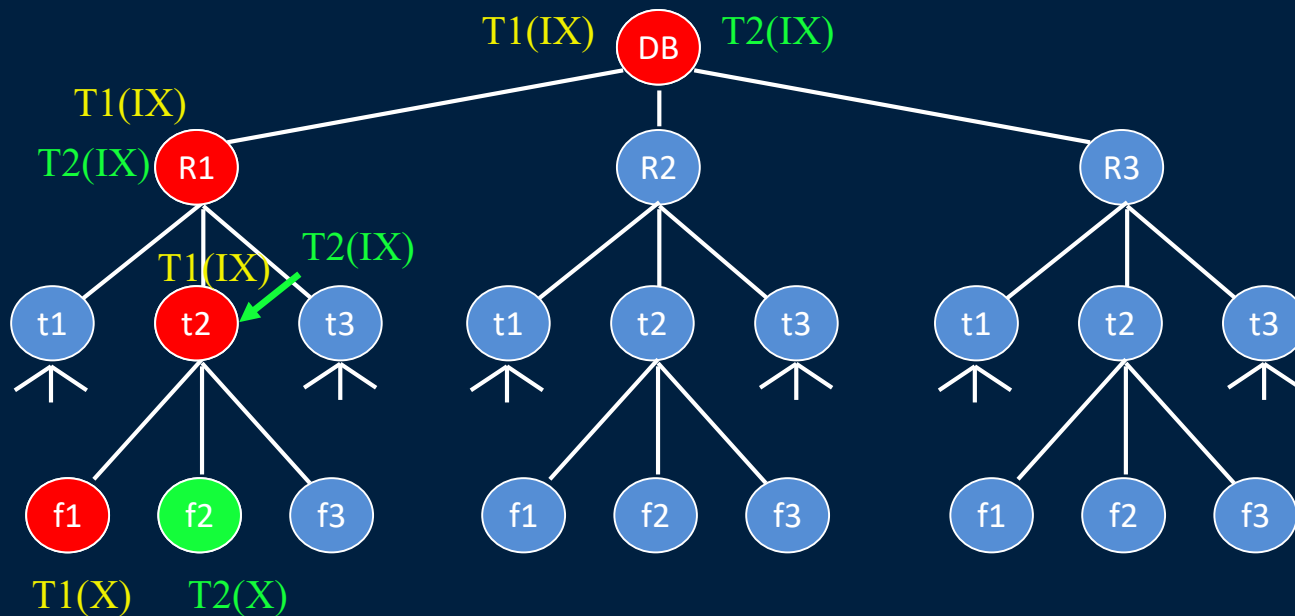 T1(IX) DB T2(IX)
T1(IX)
T2(IX) R1 R2 R3
T1(IX) T2(IX)
t1 t2 t3 t1 t2 t3 t1 t2 t3
f1 f2 f3 f1 f2 f3 f1 f2 f3
T1(X) T2(X)